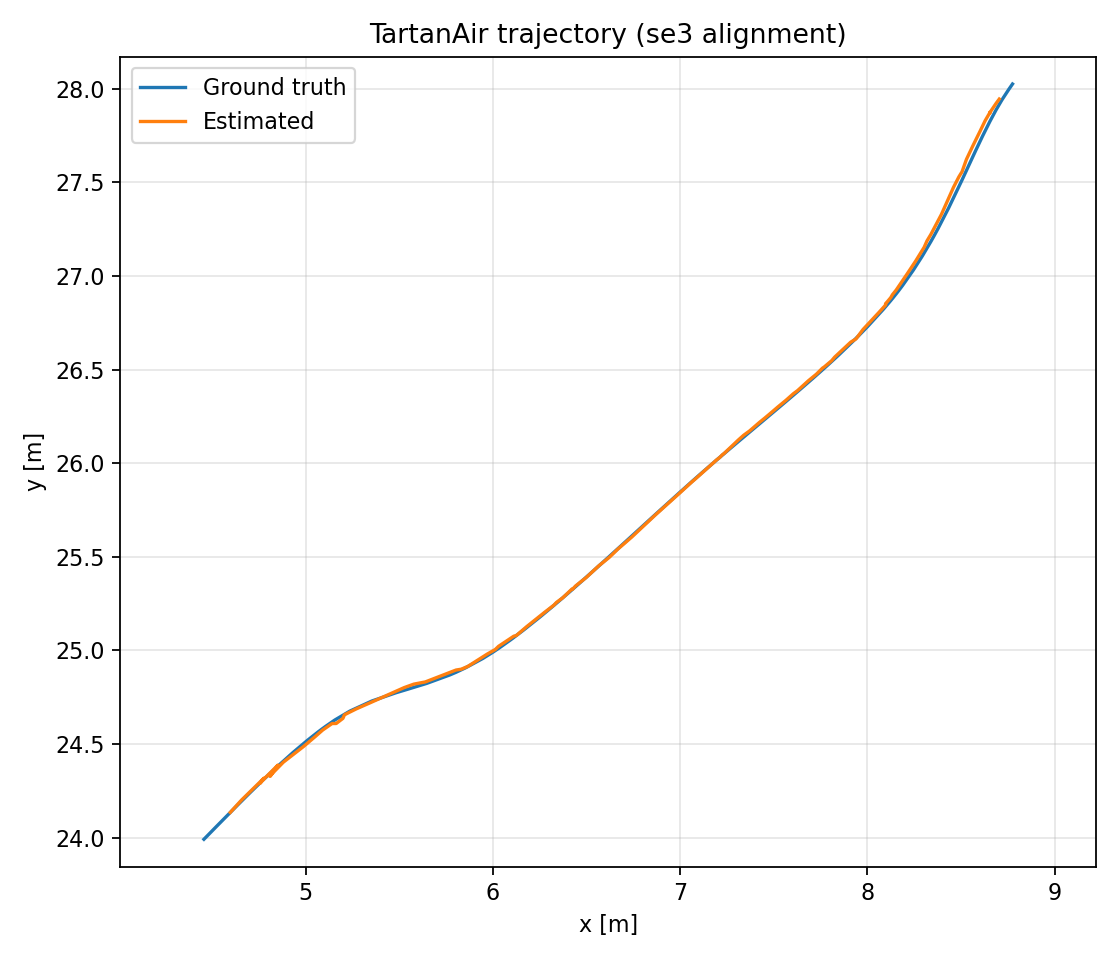 TartanAir trajectory (se3 alignment)
Ground truth
Estimated
28.0
27.5
27.0
26.5
26.0
25.5
25.0
24.5
24.0
y [m]
5 6 7 8 9
x [m]